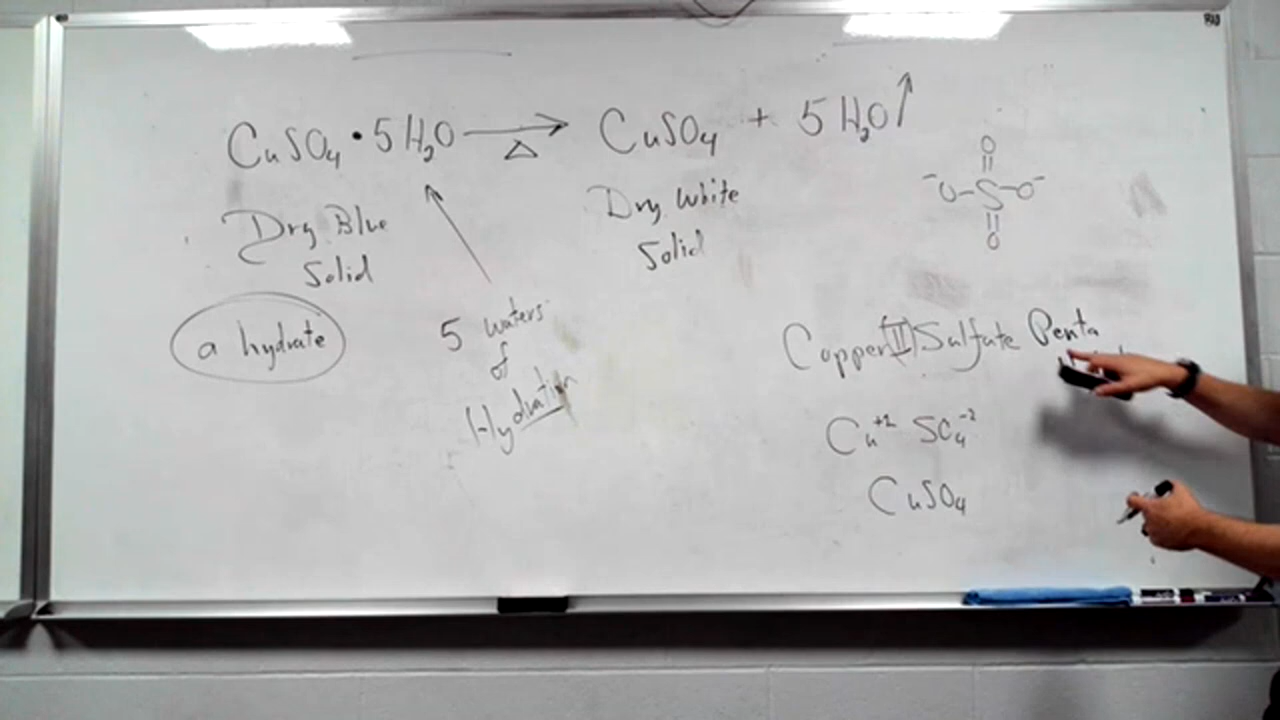 CuSO₄ • 5 H₂O ⟶ CuSO₄ + 5 H₂O↑
Δ
Dry Blue
Solid
a hydrate
5 waters
of
Hydration
Dry White
Solid
O
⁻O–S–O⁻
O
Copper(II) Sulfate Penta
Cu⁺² SO₄⁻²
CuSO₄